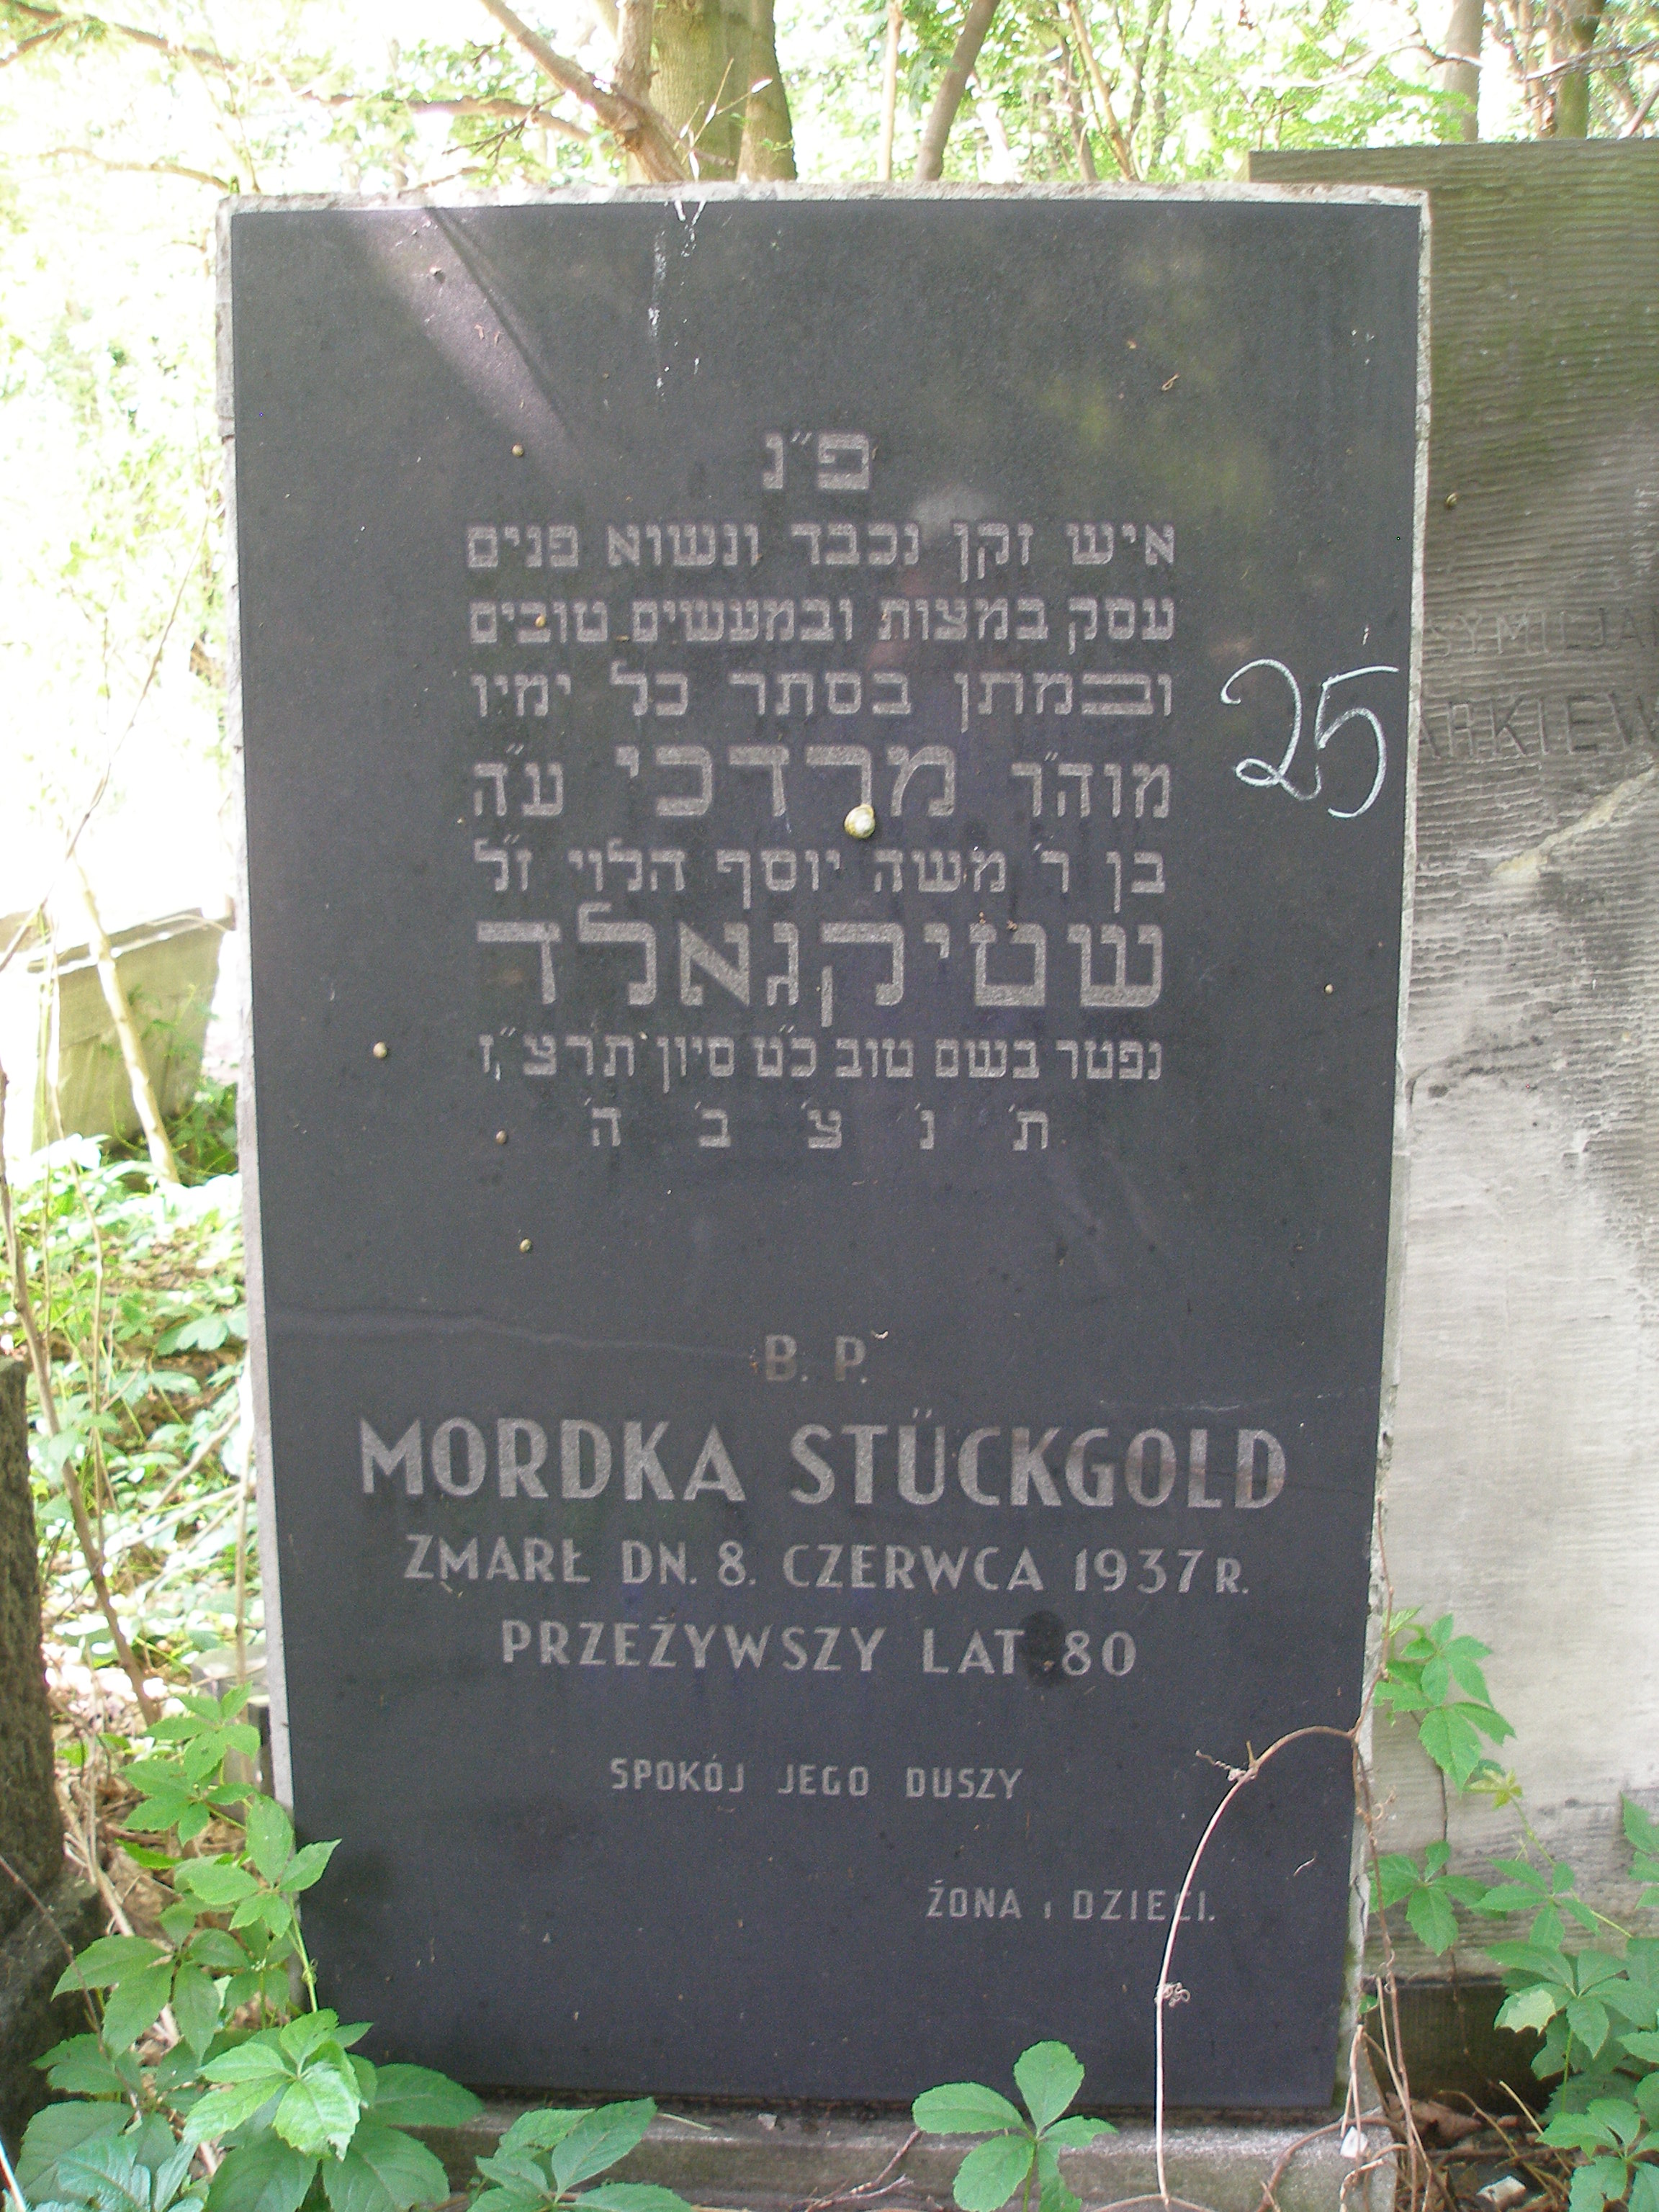 פ״נ
איש זקן נכבד ונשוא פנים
עסק במצות ובמעשים טובים
ובמתן בסתר כל ימיו
מוה״ר מרדכי ע״ה
בן ר׳ משה יוסף הלוי ז״ל
שטיקגאלד
נפטר בשם טוב כ״ט סיון תרצ״ז
ת׳ נ׳ צ׳ ב׳ ה׳
25
B. P.
MORDKA STÜCKGOLD
ZMARŁ DN. 8. CZERWCA 1937 R.
PRZEŻYWSZY LAT 80
SPOKÓJ JEGO DUSZY
ŻONA i DZIECI.